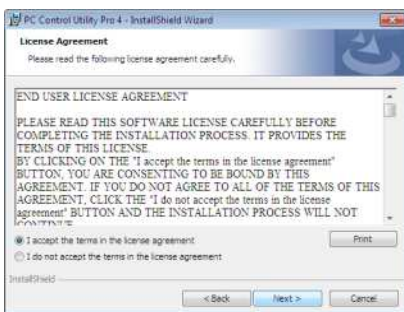 PC Control Utility Pro 4 - InstallShield Wizard
License Agreement
Please read the following license agreement carefully.
END USER LICENSE AGREEMENT
PLEASE READ THIS SOFTWARE LICENSE CAREFULLY BEFORE
COMPLETING THE INSTALLATION PROCESS. IT PROVIDES THE
TERMS OF THIS LICENSE.
BY CLICKING ON THE "I accept the terms in the license agreement"
BUTTON, YOU ARE CONSENTING TO BE BOUND BY THIS
AGREEMENT. IF YOU DO NOT AGREE TO ALL OF THE TERMS OF THIS
AGREEMENT, CLICK THE "I do not accept the terms in the license
agreement" BUTTON AND THE INSTALLATION PROCESS WILL NOT
CONTINUE
I accept the terms in the license agreement
Print
I do not accept the terms in the license agreement
InstallShield
< Back Next > Cancel